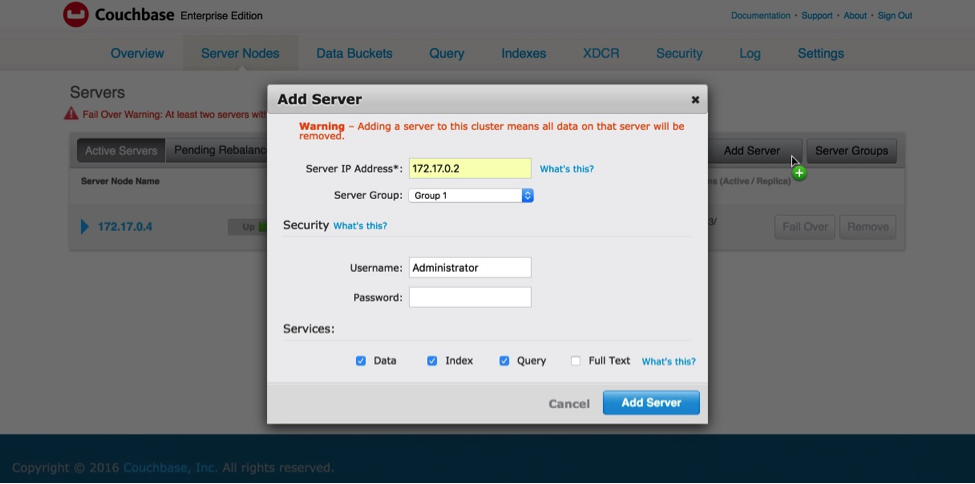 Couchbase Enterprise Edition
Documentation · Support · About · Sign Out
Overview Server Nodes Data Buckets Query Indexes XDCR Security Log Settings
Servers
Fail Over Warning: At least two servers with
Active Servers Pending Rebalance Add Server Server Groups
Server Node Name s (Active / Replica)
172.17.0.4 Up 3/ Fail Over Remove
Add Server
Warning – Adding a server to this cluster means all data on that server will be
removed.
Server IP Address*: 172.17.0.2 What's this?
Server Group: Group 1
Security What's this?
Username: Administrator
Password:
Services:
Data Index Query Full Text What's this?
Cancel Add Server
Copyright © 2016 Couchbase, Inc. All rights reserved.